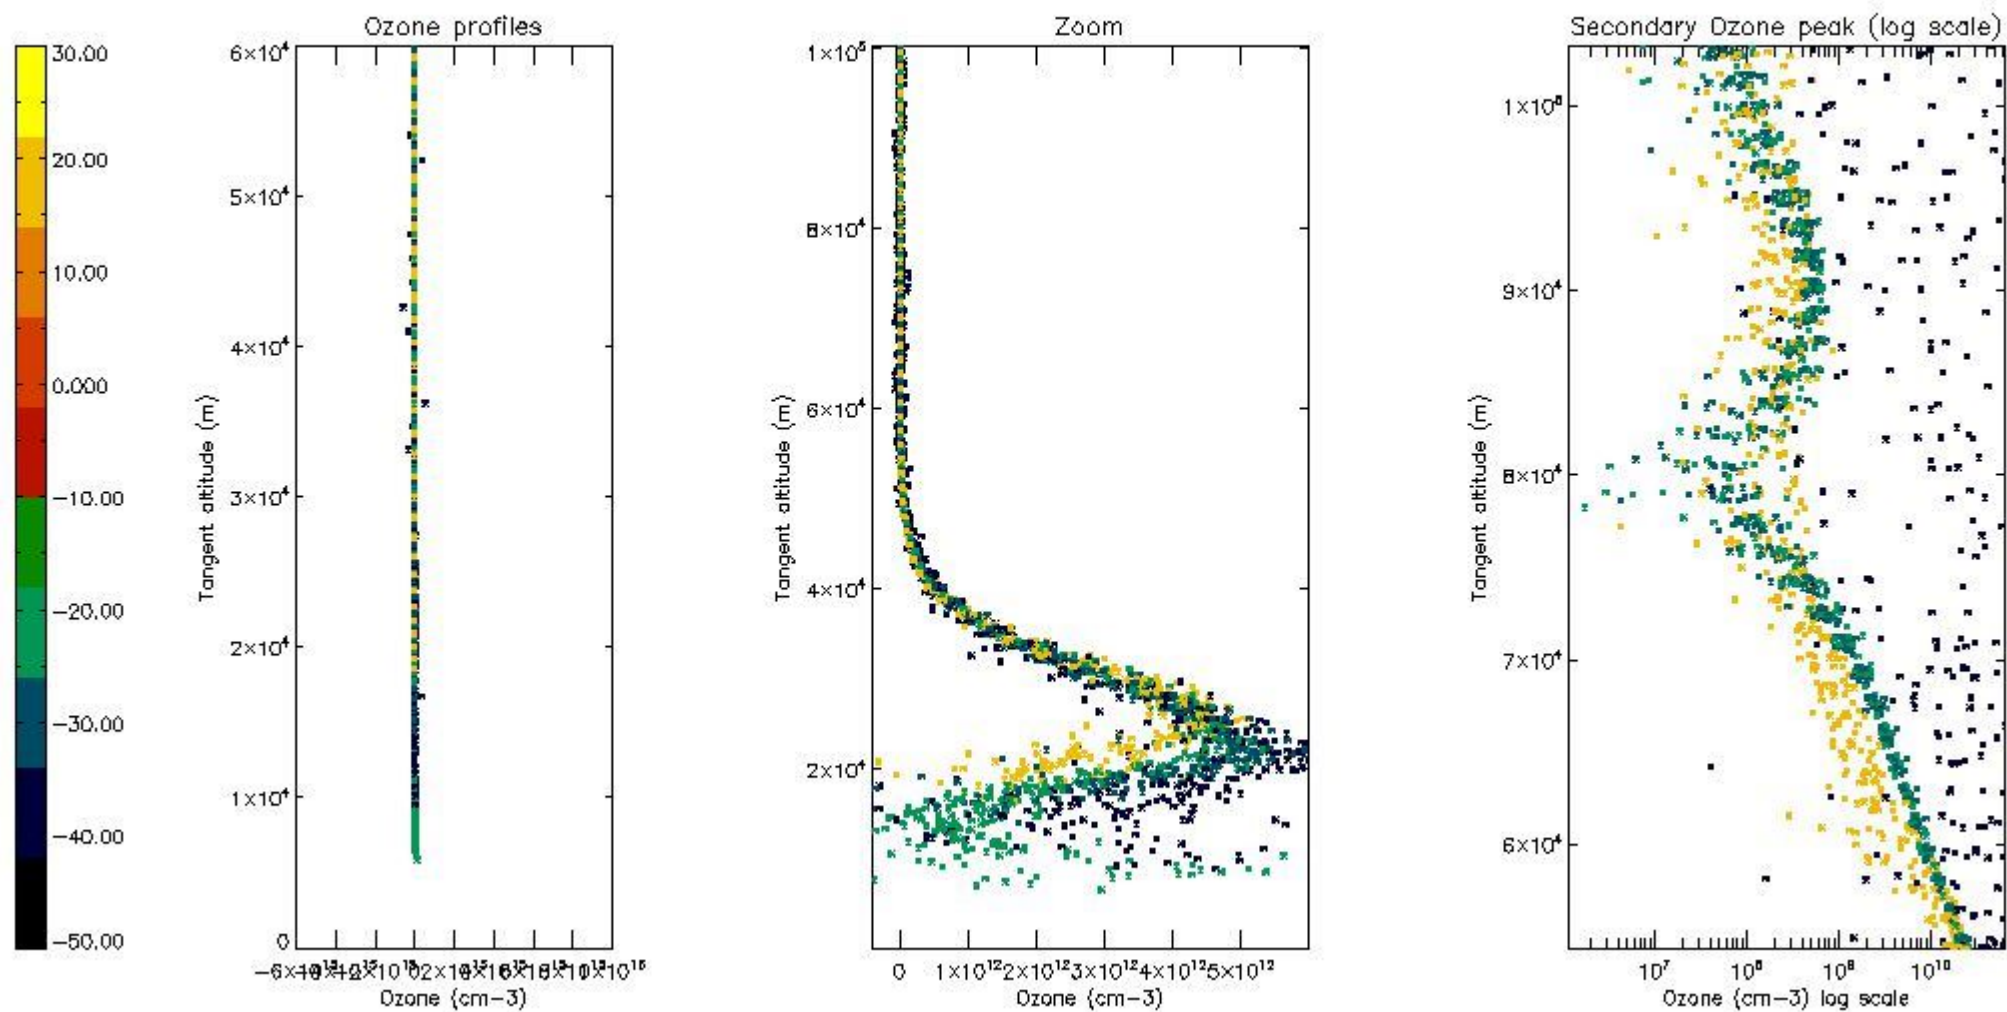 Ozone profiles
Zoom
Secondary Ozone peak (log scale)
30.00
20.00
10.00
0.000
−10.00
−20.00
−30.00
−40.00
−50.00
6×10⁴
5×10⁴
4×10⁴
3×10⁴
2×10⁴
1×10⁴
0
Tangent altitude (m)
Ozone (cm−3)
1×10⁵
8×10⁴
6×10⁴
4×10⁴
2×10⁴
Tangent altitude (m)
0 1×10¹² 2×10¹² 3×10¹² 4×10¹² 5×10¹²
Ozone (cm−3)
9×10⁴
8×10⁴
7×10⁴
6×10⁴
Tangent altitude (m)
10⁷ 10⁸ 10⁹ 10¹⁰
Ozone (cm−3) log scale